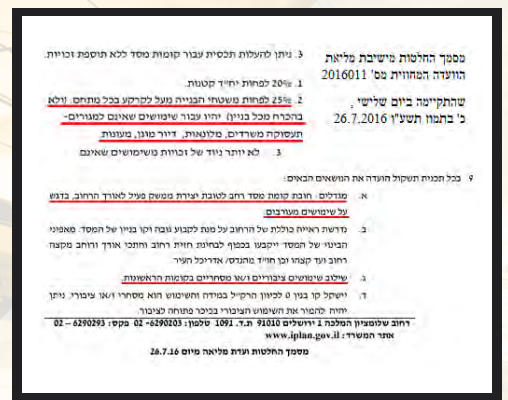 מסמך החלטות מישיבת מליאת
הוועדה המחוזית מס' 2016011
שהתקיימה ביום שלישי ,
כ' בתמוז תשע"ו 26.7.2016
3. ניתן להעלות תכסית עבור קומות מסד ללא תוספת זכויות.
1. 20% לפחות יח"ד קטנות.
2. 25% לפחות משטחי הבנייה מעל לקרקע בכל מתחם. (ולא
בהכרח מכל בניין) יהיו עבור שימושים שאינם למגורים-
תעסוקה משרדים, מלונאות, דיור מוגן, מעונות.
3 לא יותר ניוד של זכויות משימושים שאינם
9 בכל תכנית תשקול הועדה את הנושאים הבאים:
א. מגדלים - חובת קומת מסד רחב לטובת יצירת ממשק פעיל לאורך הרחוב, בדגש
על שימושים מעורבים.
ב. נדרשת ראייה כוללת של הרחוב על מנת לקבוע גובה וקו בניין של המסד. מאפיני
הבינוי של המסד ייקבעו בכפוף לבחינת חזית רחוב וחתכי אורך ורוחב מקצה
רחוב ועד קצהו וכן חוו"ד מהנדס/ אדריכל העיר
ג. שילוב שימושים ציבוריים ו/או מסחריים בקומות הראשונות.
ד. יישקל קו בנין 0 לכיוון הרק"ל במידה והשימוש הוא מסחרי ו/או ציבורי. ניתן
יהיה להמיר את השימוש הציבורי בכיכר פתוחה לציבור.
רחוב שלומציון המלכה 1 ירושלים 91010 ת.ד. 1091 טלפון: 6290203- 02 פקס: 6290293 – 02
אתר המשרד: www.iplan.gov.il
מסמך החלטות ועדת מליאה מיום 26.7.16